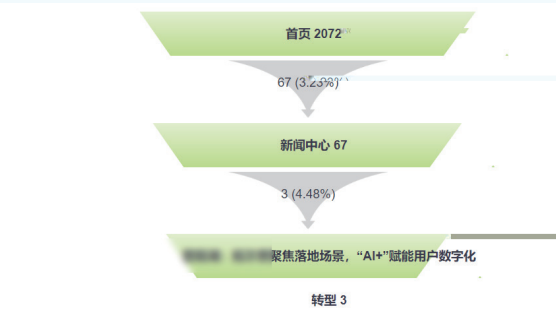 首页 2072
67 (3.23%)
新闻中心 67
3 (4.48%)
聚焦落地场景，“AI+”赋能用户数字化
转型 3